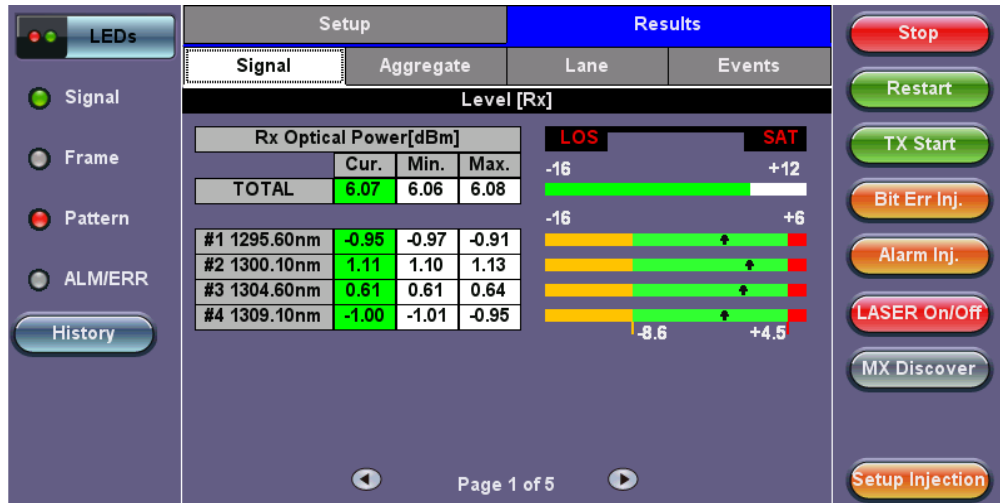 LEDs
Setup
Results
Stop
Signal
Aggregate
Lane
Events
Signal
Level [Rx]
Restart
Rx Optical Power[dBm]
LOS
SAT
TX Start
Frame
Cur.
Min.
Max.
-16
+12
TOTAL
6.07
6.06
6.08
Bit Err Inj.
Pattern
-16
+6
#1 1295.60nm
-0.95
-0.97
-0.91
Alarm Inj.
#2 1300.10nm
1.11
1.10
1.13
ALM/ERR
#3 1304.60nm
0.61
0.61
0.64
#4 1309.10nm
-1.00
-1.01
-0.95
LASER On/Off
History
-8.6
+4.5
MX Discover
Page 1 of 5
Setup Injection